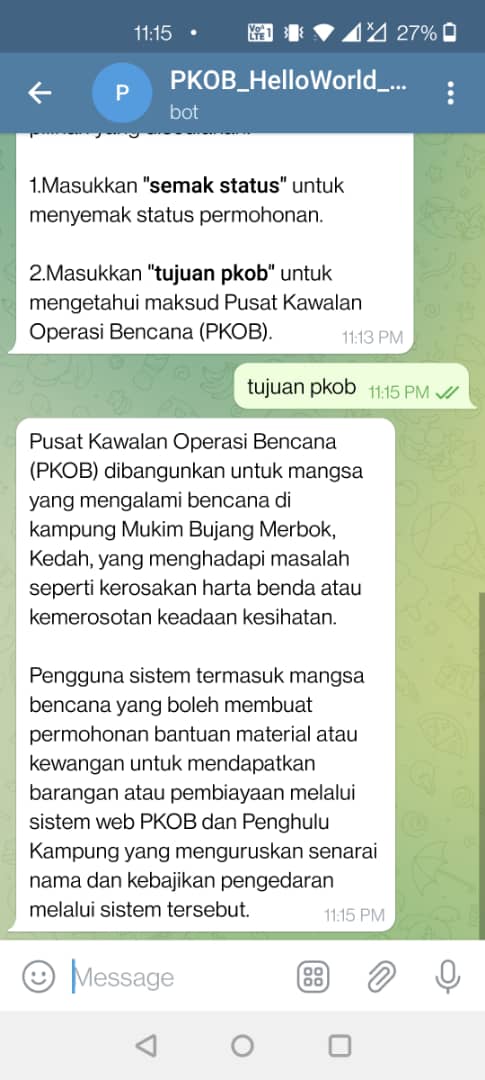 11:15
Vo 1
LTE
27%
P
PKOB_HelloWorld_...
bot
1.Masukkan "semak status" untuk
menyemak status permohonan.
2.Masukkan "tujuan pkob" untuk
mengetahui maksud Pusat Kawalan
Operasi Bencana (PKOB).
11:13 PM
tujuan pkob
11:15 PM
Pusat Kawalan Operasi Bencana
(PKOB) dibangunkan untuk mangsa
yang mengalami bencana di
kampung Mukim Bujang Merbok,
Kedah, yang menghadapi masalah
seperti kerosakan harta benda atau
kemerosotan keadaan kesihatan.
Pengguna sistem termasuk mangsa
bencana yang boleh membuat
permohonan bantuan material atau
kewangan untuk mendapatkan
barangan atau pembiayaan melalui
sistem web PKOB dan Penghulu
Kampung yang menguruskan senarai
nama dan kebajikan pengedaran
melalui sistem tersebut.
11:15 PM
Message